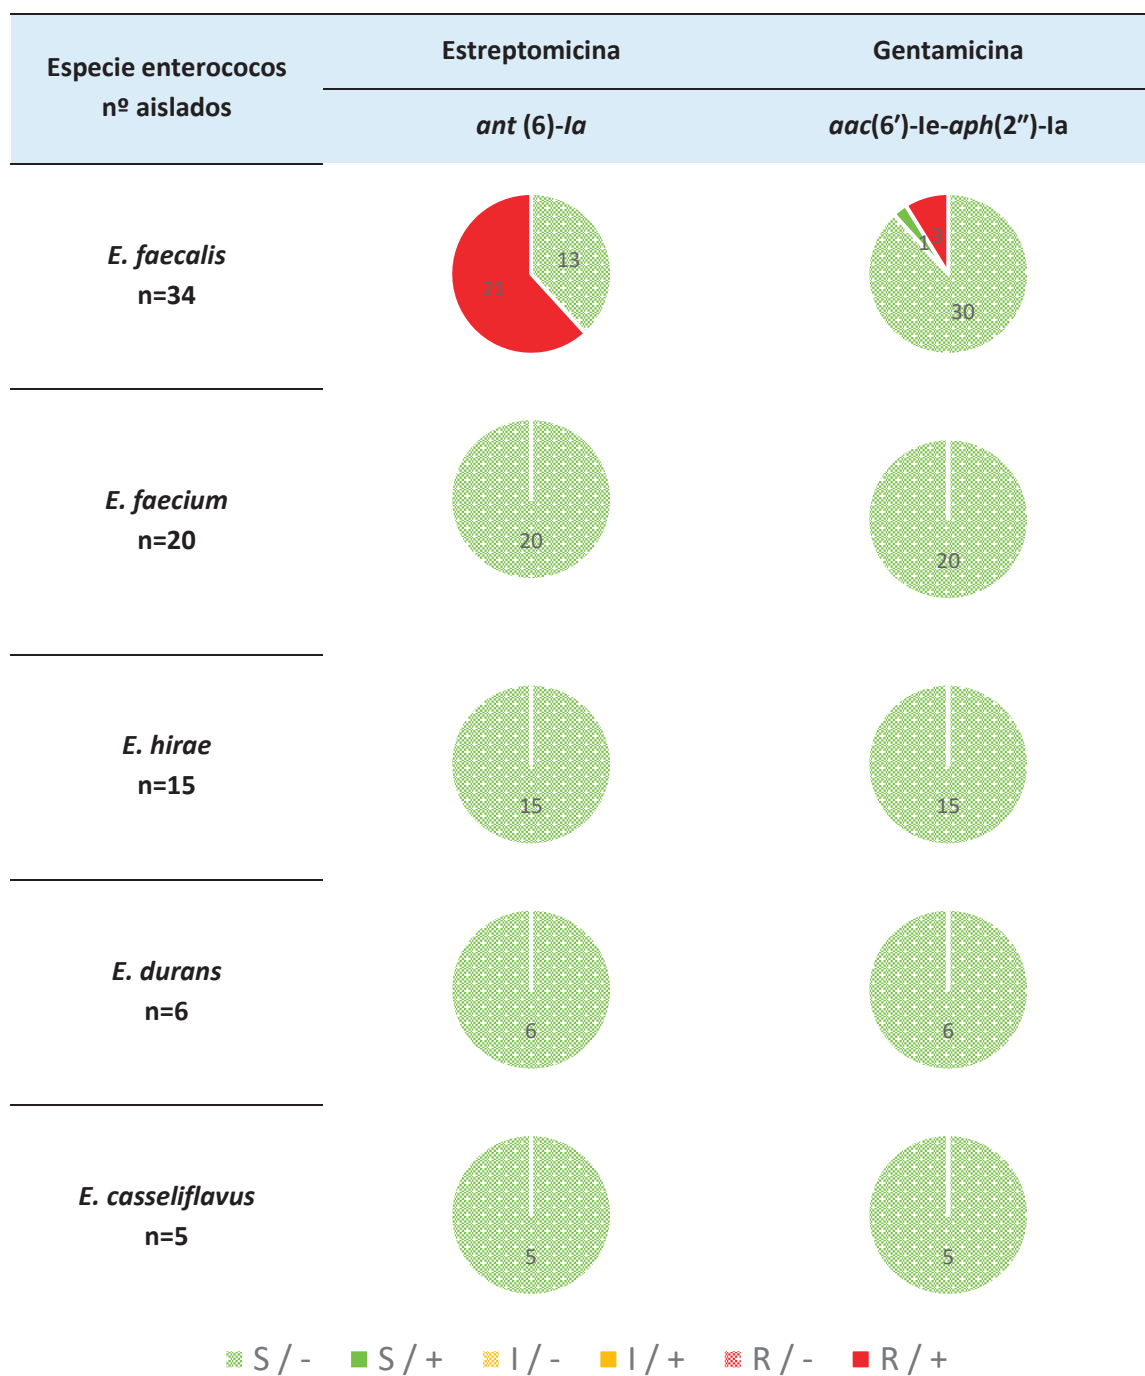 Especie enterococos
nº aislados
Estreptomicina
Gentamicina
ant (6)-Ia
aac(6′)-Ie-aph(2″)-Ia
E. faecalis
n=34
13
21
1
3
30
E. faecium
n=20
20
20
E. hirae
n=15
15
15
E. durans
n=6
6
6
E. casseliflavus
n=5
5
5
S / - S / + I / - I / + R / - R / +